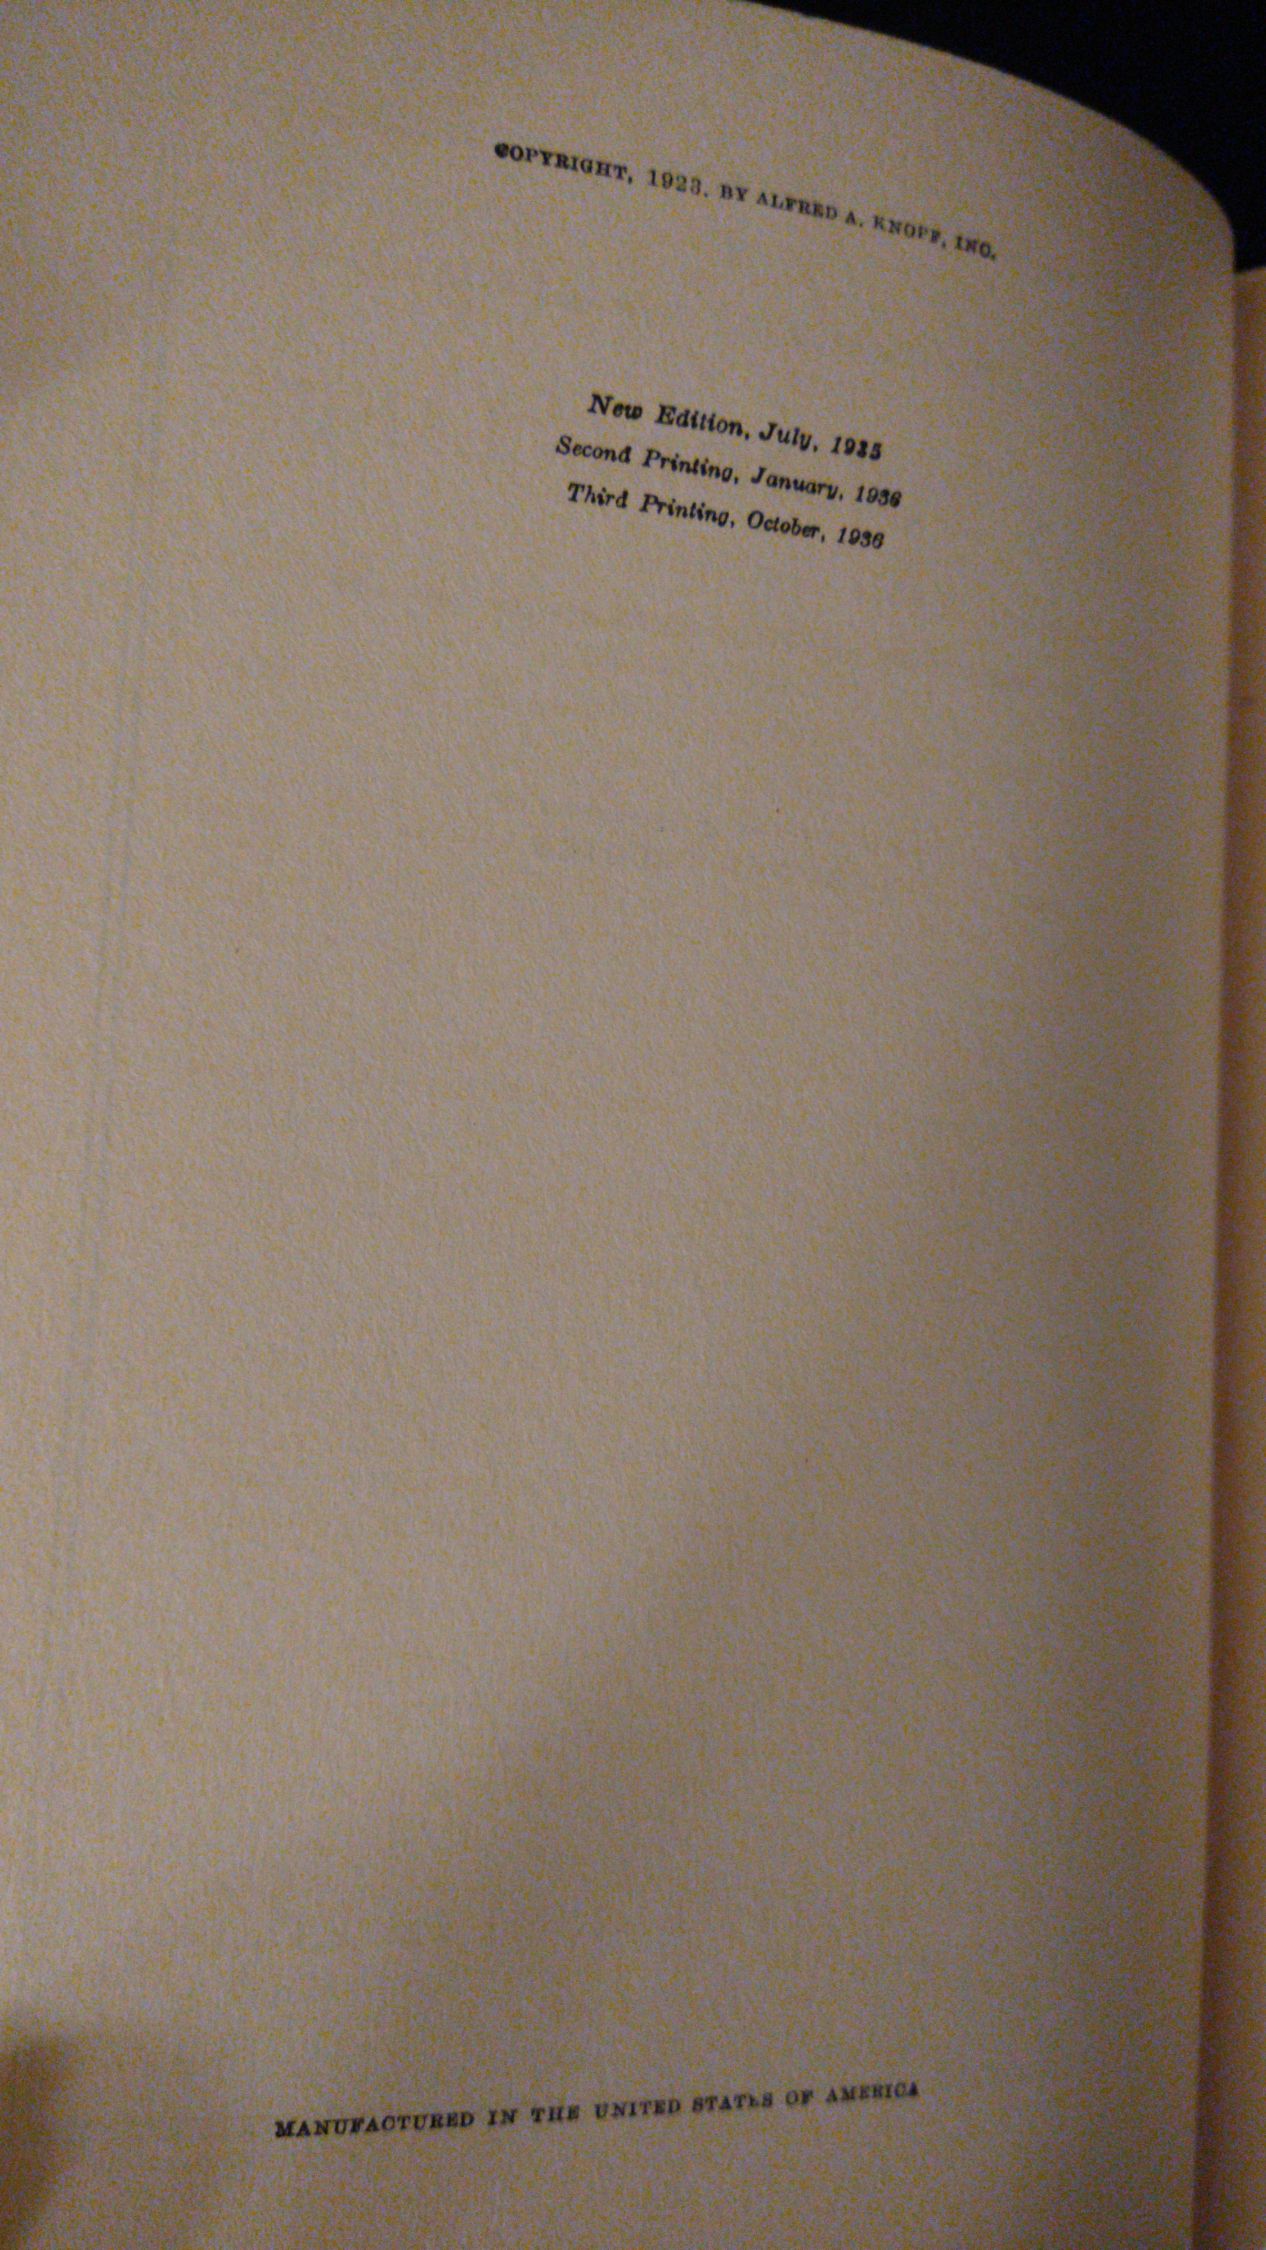 COPYRIGHT, 1923. BY ALFRED A. KNOPF, INC.
New Edition, July, 1935
Second Printing, January, 1936
Third Printing, October, 1936
MANUFACTURED IN THE UNITED STATES OF AMERICA